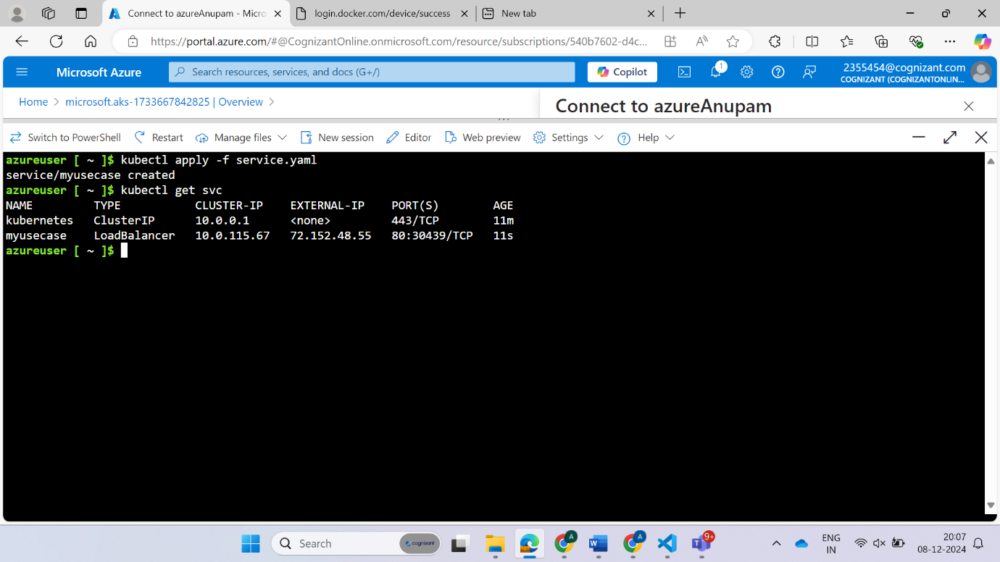 Connect to azureAnupam - Micro
login.docker.com/device/success
New tab
https://portal.azure.com/#@CognizantOnline.onmicrosoft.com/resource/subscriptions/540b7602-d4c...
Microsoft Azure
Search resources, services, and docs (G+/)
Copilot
1
2355454@cognizant.com
COGNIZANT (COGNIZANTONLIN...
Home > microsoft.aks-1733667842825 | Overview >
Connect to azureAnupam
Switch to PowerShell Restart Manage files New session Editor Web preview Settings Help
azureuser [ ~ ]$ kubectl apply -f service.yaml
service/myusecase created
azureuser [ ~ ]$ kubectl get svc
NAME TYPE CLUSTER-IP EXTERNAL-IP PORT(S) AGE
kubernetes ClusterIP 10.0.0.1 <none> 443/TCP 11m
myusecase LoadBalancer 10.0.115.67 72.152.48.55 80:30439/TCP 11s
azureuser [ ~ ]$
Search
cognizant
A
A
9+
ENG
IN
20:07
08-12-2024